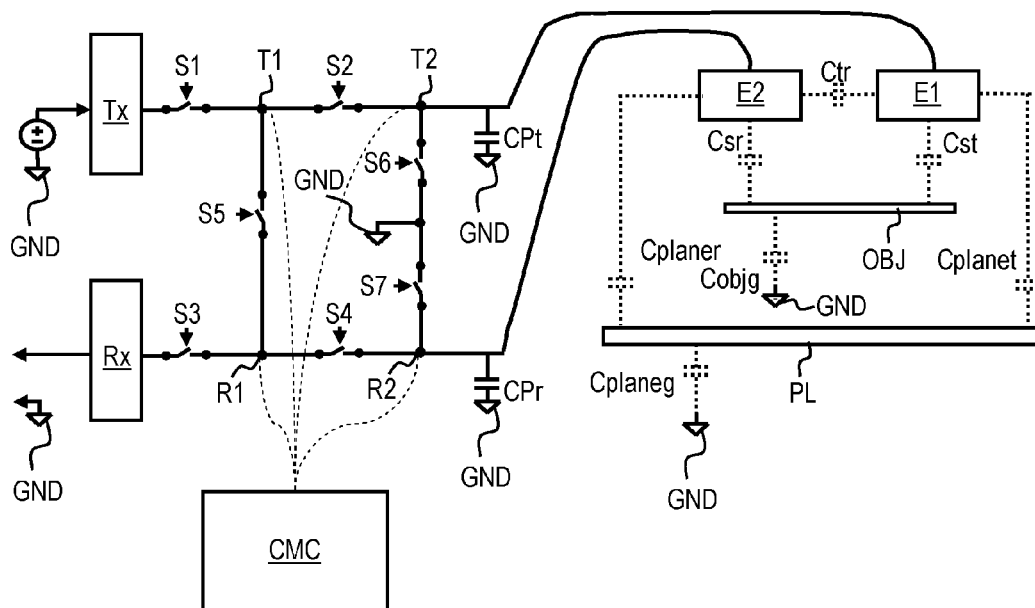 S1
T1
S2
T2
Tx
E2
Ctr
E1
CPt
Csr
Cst
S6
GND
GND
S5
GND
OBJ
Cplaner
Cplanet
Cobjg
S7
GND
S3
S4
Rx
R1
R2
CPr
Cplaneg
PL
GND
GND
GND
CMC